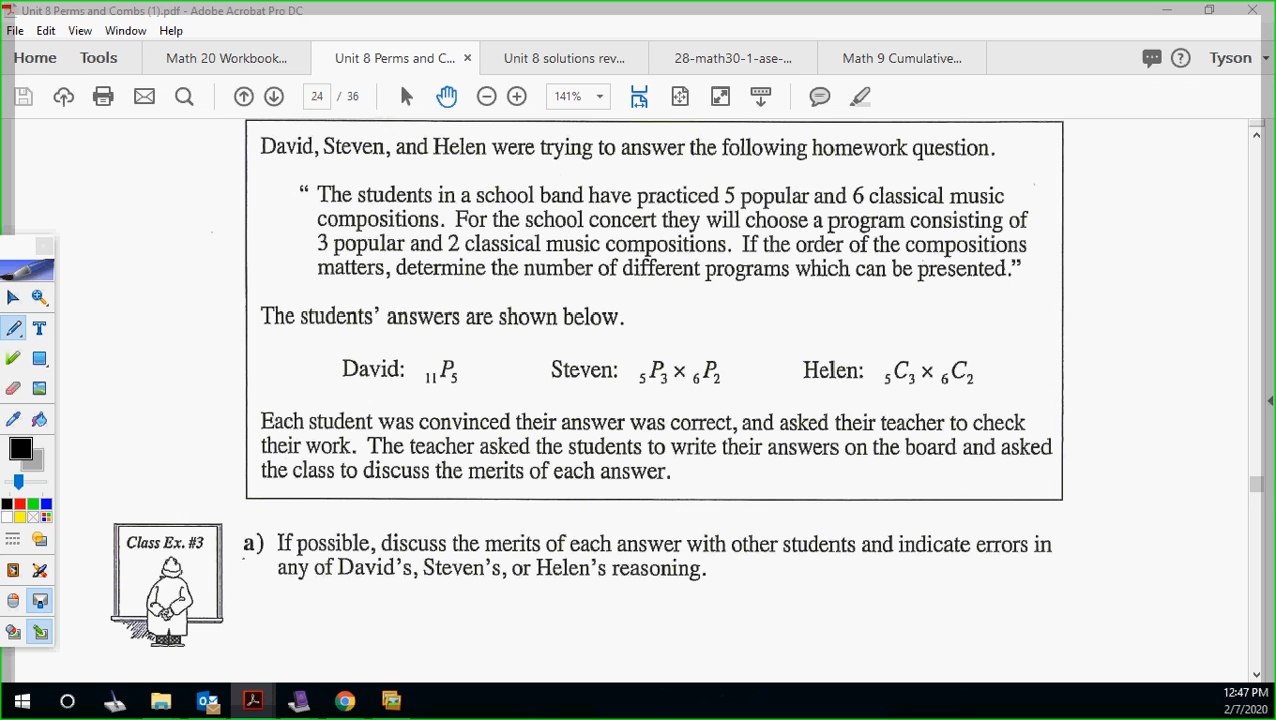 Unit 8 Perms and Combs (1).pdf - Adobe Acrobat Pro DC
File Edit View Window Help
Home Tools Math 20 Workbook... Unit 8 Perms and C... × Unit 8 solutions rev... 28-math30-1-ase-... Math 9 Cumulative... ? Tyson
24 / 36 141%
David, Steven, and Helen were trying to answer the following homework question.
“ The students in a school band have practiced 5 popular and 6 classical music
compositions. For the school concert they will choose a program consisting of
3 popular and 2 classical music compositions. If the order of the compositions
matters, determine the number of different programs which can be presented.”
The students’ answers are shown below.
David: ₁₁P₅ Steven: ₅P₃ × ₆P₂ Helen: ₅C₃ × ₆C₂
Each student was convinced their answer was correct, and asked their teacher to check
their work. The teacher asked the students to write their answers on the board and asked
the class to discuss the merits of each answer.
Class Ex. #3
a) If possible, discuss the merits of each answer with other students and indicate errors in
any of David’s, Steven’s, or Helen’s reasoning.
T
12:47 PM
2/7/2020